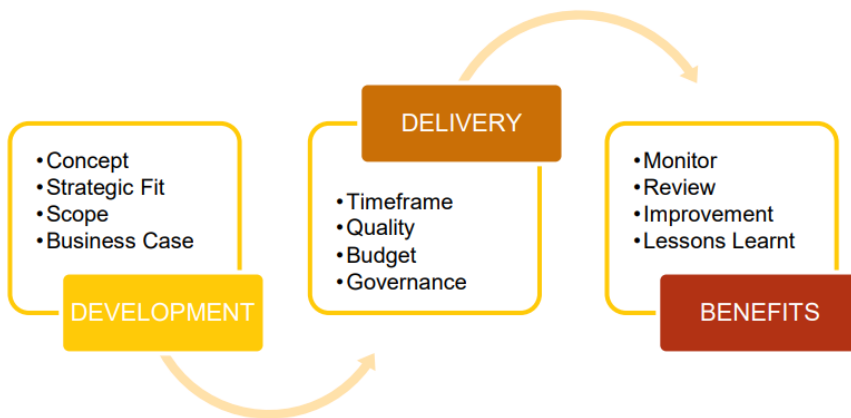 •Concept
•Strategic Fit
•Scope
•Business Case
DEVELOPMENT
DELIVERY
•Timeframe
•Quality
•Budget
•Governance
•Monitor
•Review
•Improvement
•Lessons Learnt
BENEFITS